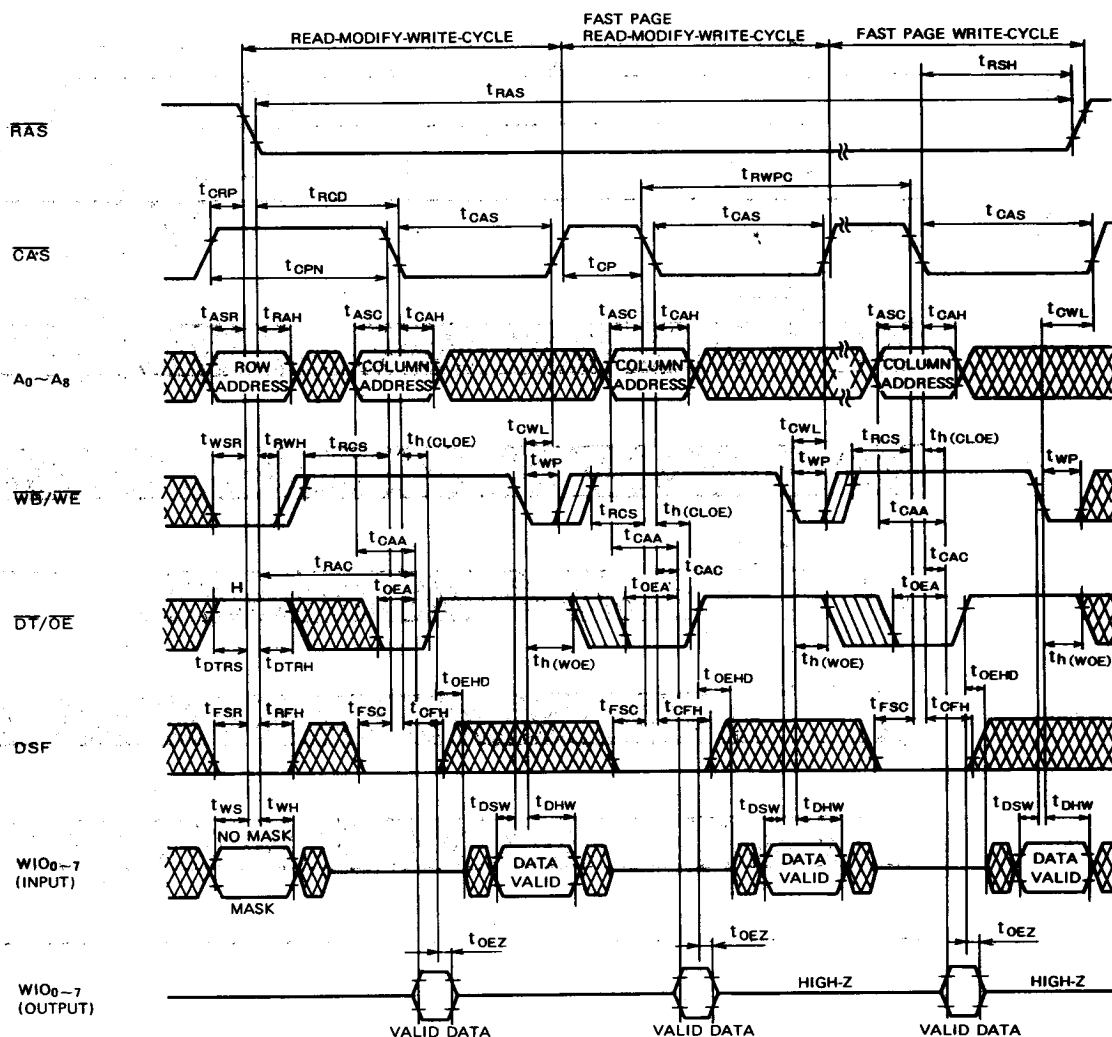 FAST PAGE
READ-MODIFY-WRITE-CYCLE READ-MODIFY-WRITE-CYCLE FAST PAGE WRITE-CYCLE
tRSH
tRAS
RAS
tCRP tRCD tRWPC
tCAS tCAS tCAS
CAS
tCPN tCP
tASR tRAH tASC tCAH tASC tCAH tASC tCAH tCWL
A0~A8 ROW ADDRESS COLUMN ADDRESS COLUMN ADDRESS COLUMN ADDRESS
tWSR tRWH tRCS th(CLOE) tCWL tWP tCWL tWP tRCS th(CLOE) tWP
WB/WE
tRCS th(CLOE)
tCAA tCAA tCAA
tRAC tCAC tCAC
H tOEA tOEA tOEA
DT/OE
tDTRS tDTRH th(WOE) th(WOE) th(WOE)
tOEHD tOEHD tOEHD
tFSR tRFH tFSC tCFH tFSC tCFH tFSC tCFH
DSF
tWS tWH tDSW tDHW tDSW tDHW tDSW tDHW
NO MASK
WIO0~7
(INPUT)
DATA VALID DATA VALID DATA VALID
MASK
tOEZ tOEZ tOEZ
WIO0~7
(OUTPUT)
HIGH-Z HIGH-Z
VALID DATA VALID DATA VALID DATA